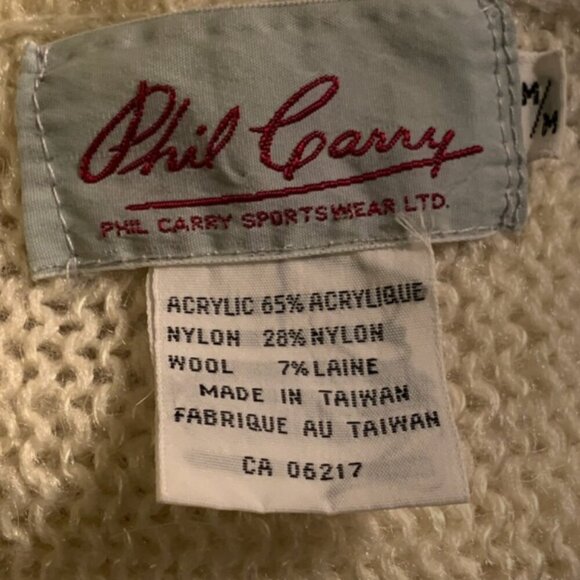 Phil Carry
PHIL CARRY SPORTSWEAR LTD.
M/M
ACRYLIC 65% ACRYLIQUE
NYLON 28% NYLON
WOOL 7% LAINE
MADE IN TAIWAN
FABRIQUE AU TAIWAN
CA 06217